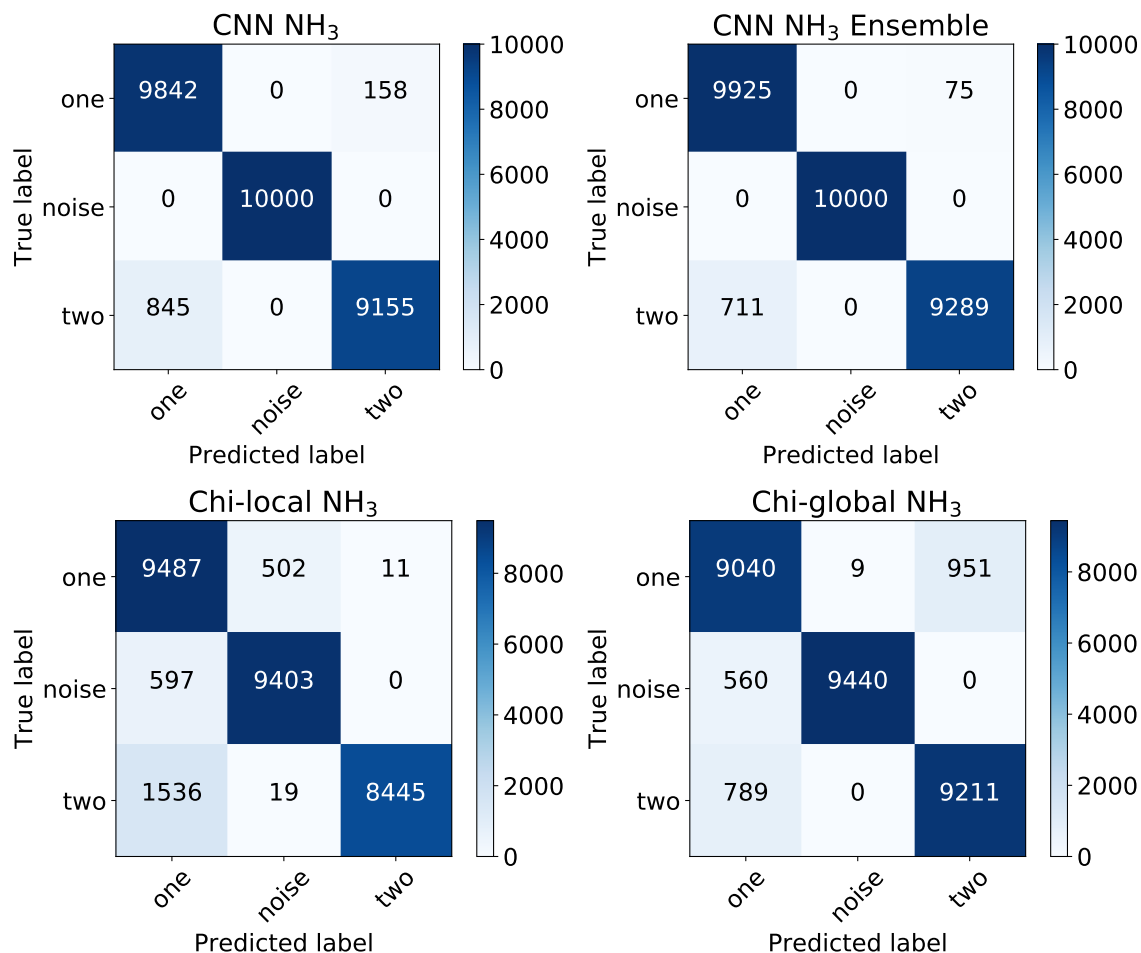 CNN NH₃
one 9842 0 158
noise 0 10000 0
two 845 0 9155
one noise two
Predicted label
True label
10000
8000
6000
4000
2000
0
CNN NH₃ Ensemble
one 9925 0 75
noise 0 10000 0
two 711 0 9289
one noise two
Predicted label
True label
10000
8000
6000
4000
2000
0
Chi-local NH₃
one 9487 502 11
noise 597 9403 0
two 1536 19 8445
one noise two
Predicted label
True label
8000
6000
4000
2000
0
Chi-global NH₃
one 9040 9 951
noise 560 9440 0
two 789 0 9211
one noise two
Predicted label
True label
8000
6000
4000
2000
0